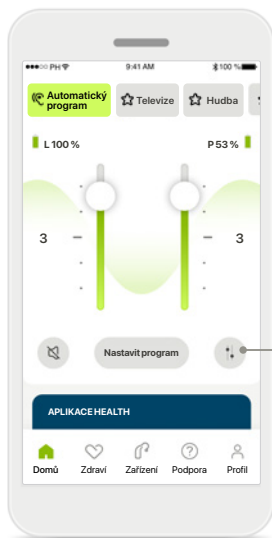 PH
9:41 AM
100 %
Automatický
program
Televize
Hudba
L 100 %
P 53 %
3
3
Nastavit program
APLIKACE HEALTH
Domů
Zdraví
Zařízení
Podpora
Profil